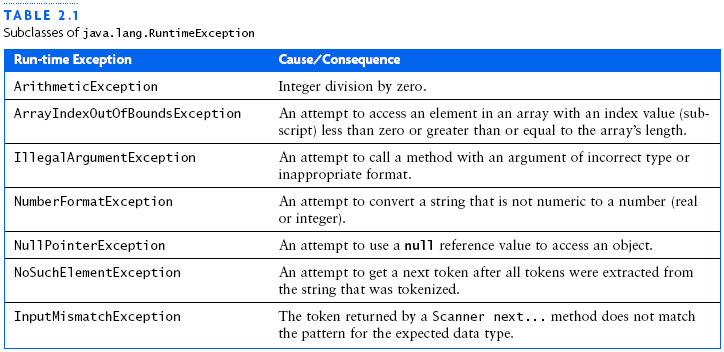 TABLE 2.1
Subclasses of java.lang.RuntimeException
Run-time Exception Cause/Consequence
ArithmeticException Integer division by zero.
ArrayIndexOutOfBoundsException An attempt to access an element in an array with an index value (sub-
script) less than zero or greater than or equal to the array's length.
IllegalArgumentException An attempt to call a method with an argument of incorrect type or
inappropriate format.
NumberFormatException An attempt to convert a string that is not numeric to a number (real
or integer).
NullPointerException An attempt to use a null reference value to access an object.
NoSuchElementException An attempt to get a next token after all tokens were extracted from
the string that was tokenized.
InputMismatchException The token returned by a Scanner next... method does not match
the pattern for the expected data type.